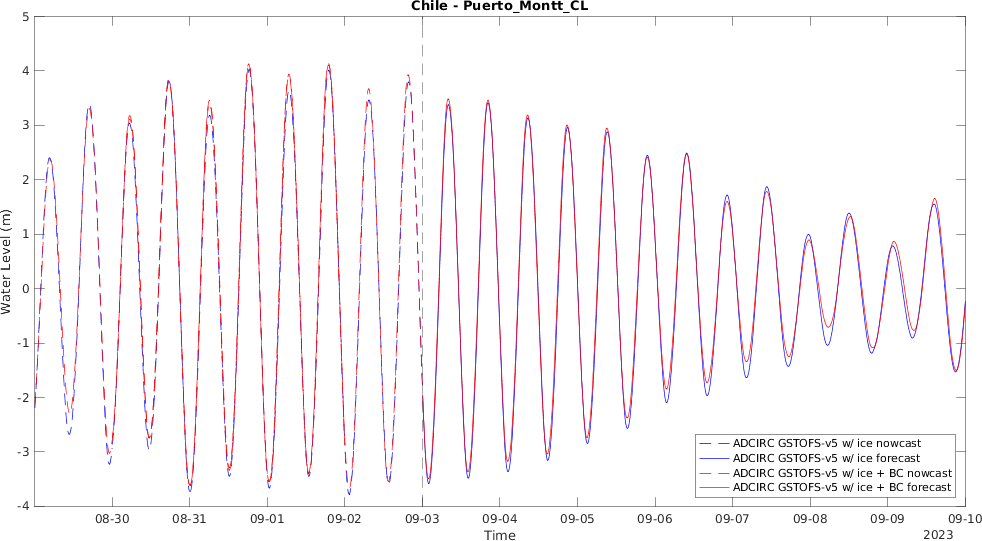 Chile - Puerto_Montt_CL
5
4
3
2
1
0
-1
-2
-3
-4
Water Level (m)
ADCIRC GSTOFS-v5 w/ ice nowcast
ADCIRC GSTOFS-v5 w/ ice forecast
ADCIRC GSTOFS-v5 w/ ice + BC nowcast
ADCIRC GSTOFS-v5 w/ ice + BC forecast
08-30 08-31 09-01 09-02 09-03 09-04 09-05 09-06 09-07 09-08 09-09 09-10
Time
2023